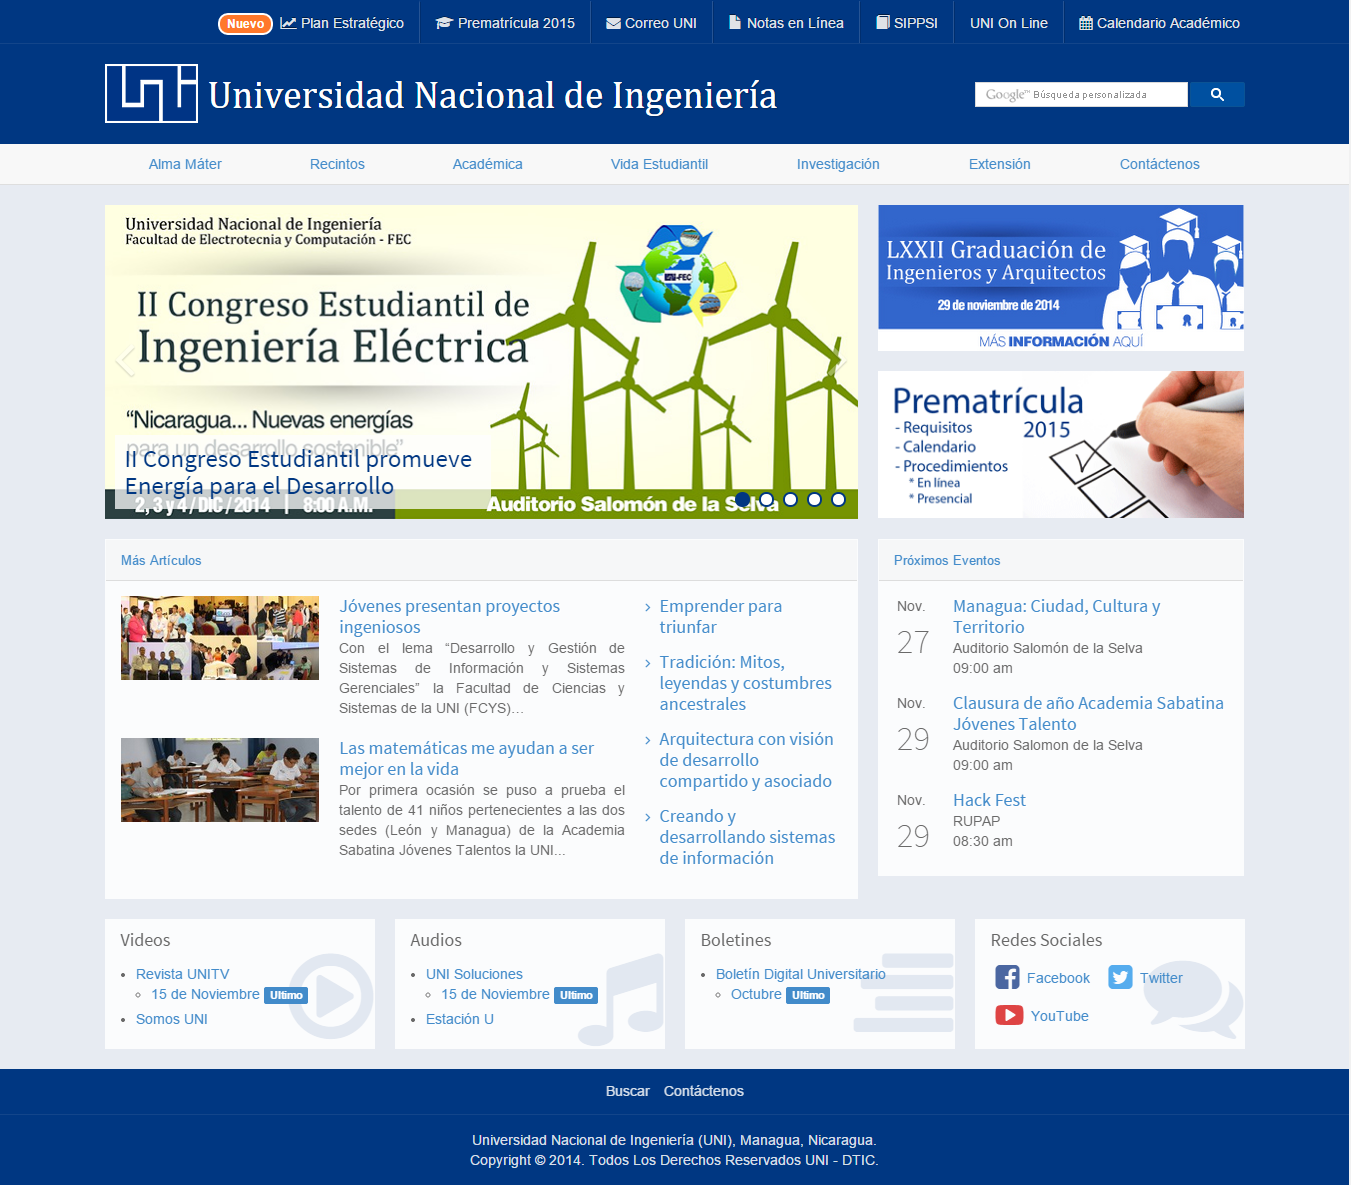 Nuevo Plan Estratégico Prematrícula 2015 Correo UNI Notas en Línea SIPPSI UNI On Line Calendario Académico
UNI Universidad Nacional de Ingeniería
Google™ Búsqueda personalizada
Alma Máter Recintos Académica Vida Estudiantil Investigación Extensión Contáctenos
Universidad Nacional de Ingeniería
Facultad de Electrotecnia y Computación - FEC
II Congreso Estudiantil de
Ingeniería Eléctrica
FEC
“Nicaragua... Nuevas energías
para un desarrollo sostenible”
II Congreso Estudiantil promueve
Energía para el Desarrollo
2, 3 y 4 / DIC / 2014 | 8:00 A.M. Auditorio Salomón de la Selva
LXXII Graduación de
Ingenieros y Arquitectos
29 de noviembre de 2014
MÁS INFORMACIÓN AQUÍ
Prematrícula
2015
- Requisitos
- Calendario
- Procedimientos
* En línea
* Presencial
Más Artículos
Jóvenes presentan proyectos
ingeniosos
Con el lema “Desarrollo y Gestión de
Sistemas de Información y Sistemas
Gerenciales” la Facultad de Ciencias y
Sistemas de la UNI (FCYS)...
Las matemáticas me ayudan a ser
mejor en la vida
Por primera ocasión se puso a prueba el
talento de 41 niños pertenecientes a las dos
sedes (León y Managua) de la Academia
Sabatina Jóvenes Talentos la UNI...
Emprender para
triunfar
Tradición: Mitos,
leyendas y costumbres
ancestrales
Arquitectura con visión
de desarrollo
compartido y asociado
Creando y
desarrollando sistemas
de información
Próximos Eventos
Nov.
27
Managua: Ciudad, Cultura y
Territorio
Auditorio Salomón de la Selva
09:00 am
Nov.
29
Clausura de año Academia Sabatina
Jóvenes Talento
Auditorio Salomon de la Selva
09:00 am
Nov.
29
Hack Fest
RUPAP
08:30 am
Videos
Revista UNITV
15 de Noviembre Ultimo
Somos UNI
Audios
UNI Soluciones
15 de Noviembre Ultimo
Estación U
Boletines
Boletín Digital Universitario
Octubre Ultimo
Redes Sociales
Facebook Twitter
YouTube
Buscar Contáctenos
Universidad Nacional de Ingeniería (UNI), Managua, Nicaragua.
Copyright © 2014. Todos Los Derechos Reservados UNI - DTIC.